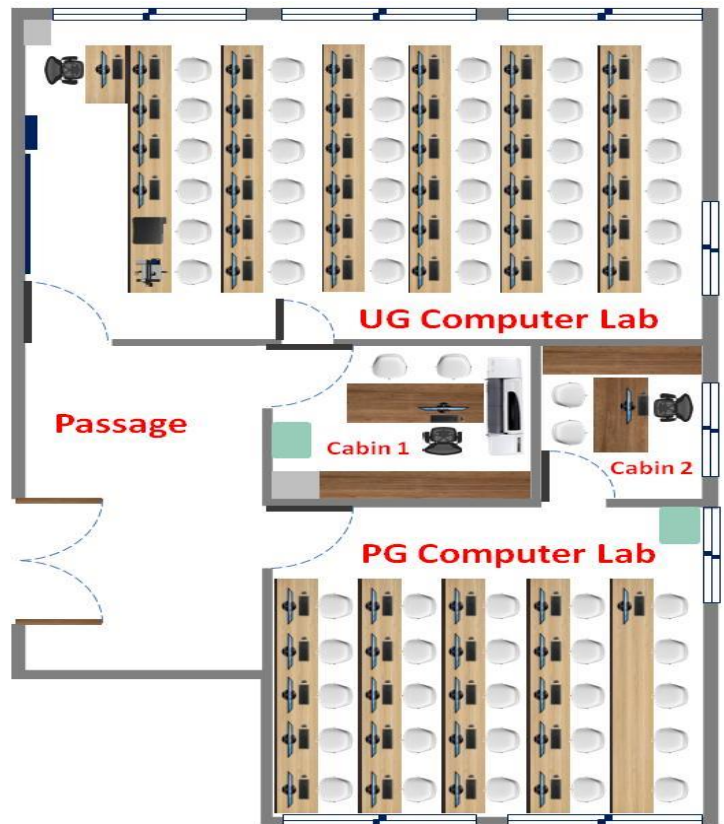 UG Computer Lab
Passage
Cabin 1
Cabin 2
PG Computer Lab